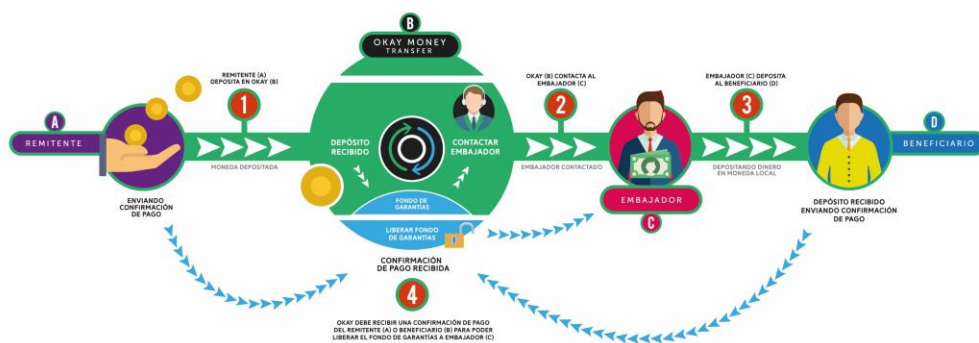 B
OKAY MONEY
TRANSFER
REMITENTE (A)
DEPOSITA EN OKAY (B)
1
OKAY (B) CONTACTA AL
EMBAJADOR (C)
2
EMBAJADOR (C) DEPOSITA
AL BENEFICIARIO (D)
3
A
REMITENTE
MONEDA DEPOSITADA
DEPÓSITO
RECIBIDO
CONTACTAR
EMBAJADOR
EMBAJADOR CONTACTADO
DEPOSITANDO DINERO
EN MONEDA LOCAL
D
BENEFICIARIO
ENVIANDO
CONFIRMACIÓN
DE PAGO
FONDO DE
GARANTÍAS
LIBERAR FONDO
DE GARANTÍAS
EMBAJADOR
C
DEPÓSITO RECIBIDO
ENVIANDO CONFIRMACIÓN
DE PAGO
CONFIRMACIÓN
DE PAGO RECIBIDA
4
OKAY DEBE RECIBIR UNA CONFIRMACIÓN DE PAGO
DEL REMITENTE (A) O BENEFICIARIO (B) PARA PODER
LIBERAR EL FONDO DE GARANTÍAS A EMBAJADOR (C)